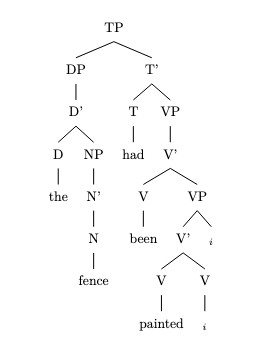 TP
DP T'
D' T VP
D NP had V'
the N' V VP
N been V' i
fence V V
painted i